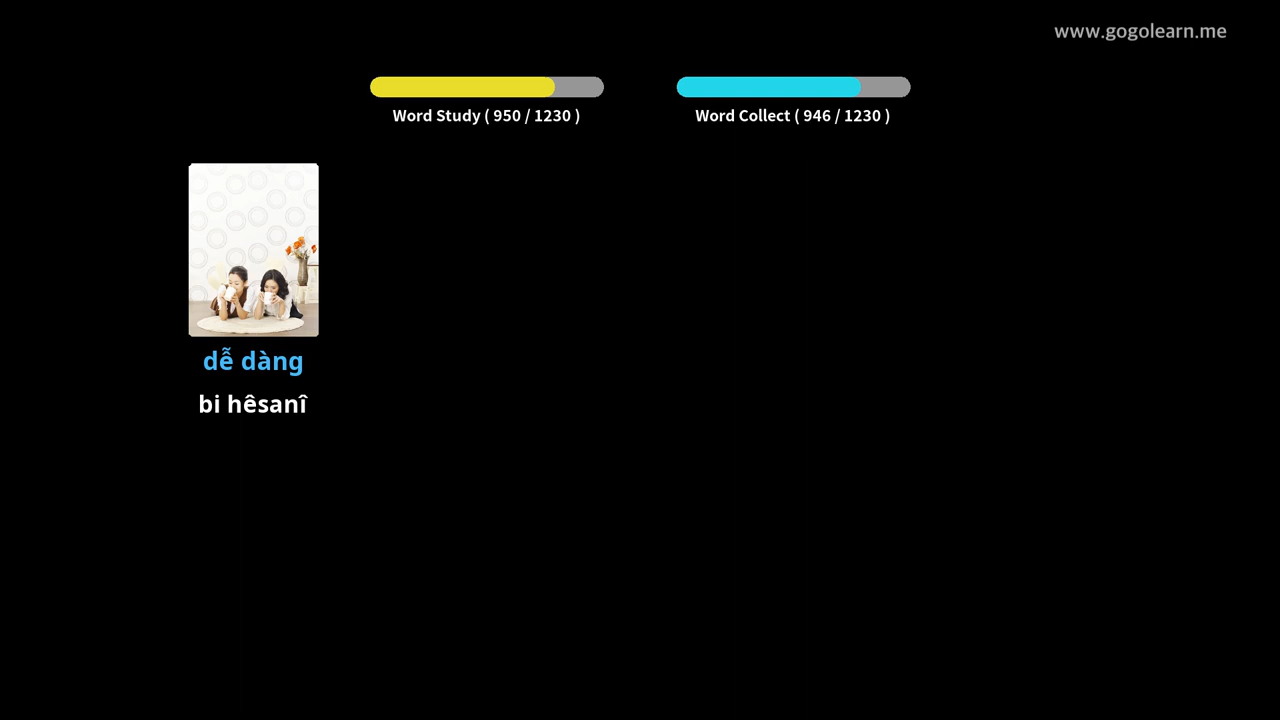 www.gogolearn.me
Word Study ( 950 / 1230 )
Word Collect ( 946 / 1230 )
dễ dàng
bi hêsanî